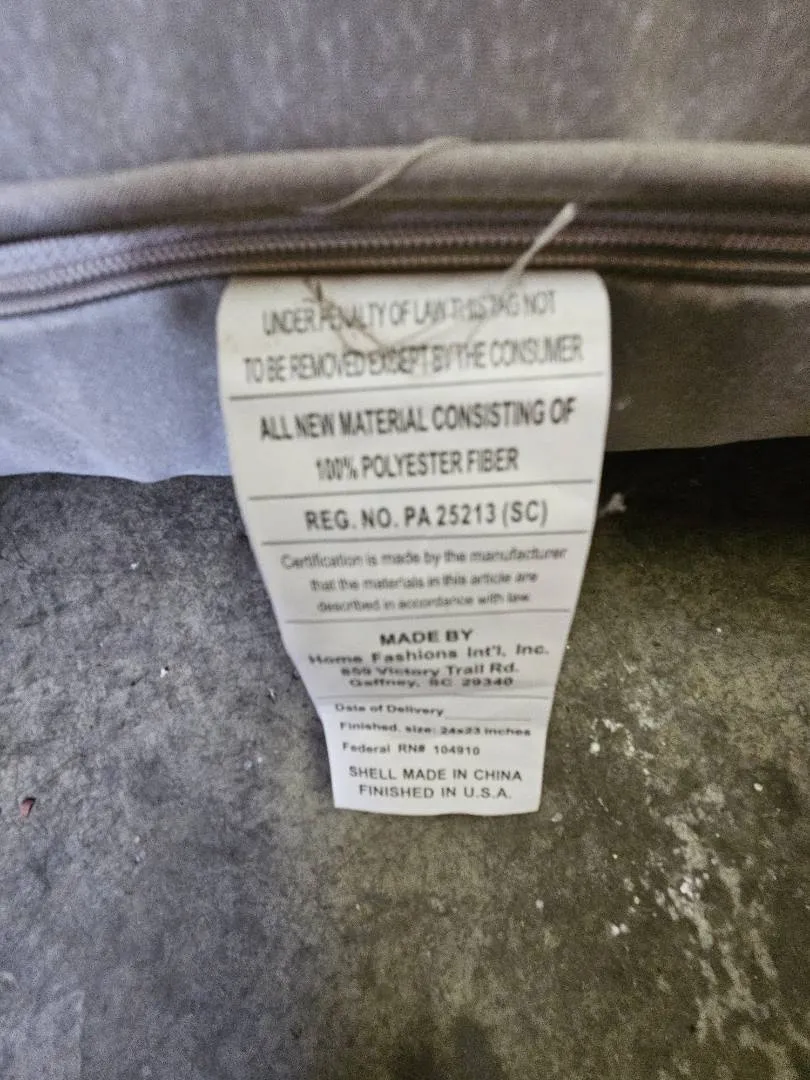 UNDER PENALTY OF LAW THIS TAG NOT
TO BE REMOVED EXCEPT BY THE CONSUMER
ALL NEW MATERIAL CONSISTING OF
100% POLYESTER FIBER
REG. NO. PA 25213 (SC)
Certification is made by the manufacturer
that the materials in this article are
described in accordance with law.
MADE BY
Home Fashions Int'l, Inc.
859 Victory Trail Rd.
Gaffney, SC 29340
Date of Delivery
Finished. size: 24x23 inches
Federal RN# 104910
SHELL MADE IN CHINA
FINISHED IN U.S.A.